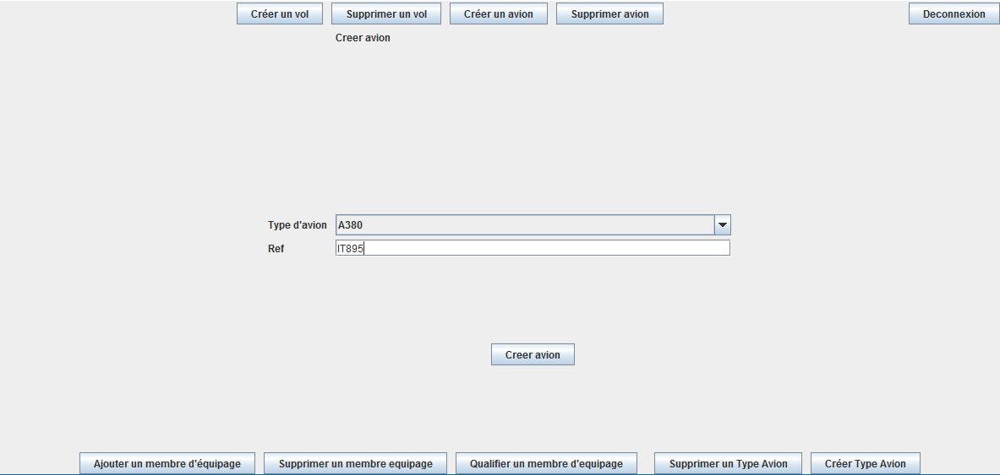 Créer un vol Supprimer un vol Créer un avion Supprimer avion Deconnexion
Creer avion
Type d'avion A380
Ref IT895
Creer avion
Ajouter un membre d'équipage Supprimer un membre equipage Qualifier un membre d'equipage Supprimer un Type Avion Créer Type Avion